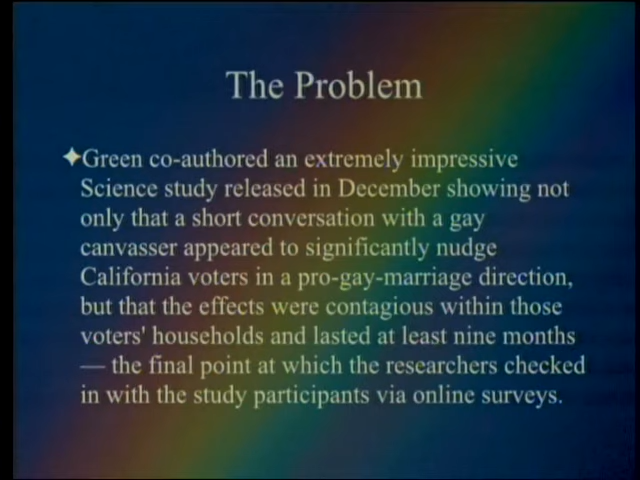 The Problem
Green co-authored an extremely impressive
Science study released in December showing not
only that a short conversation with a gay
canvasser appeared to significantly nudge
California voters in a pro-gay-marriage direction,
but that the effects were contagious within those
voters' households and lasted at least nine months
— the final point at which the researchers checked
in with the study participants via online surveys.